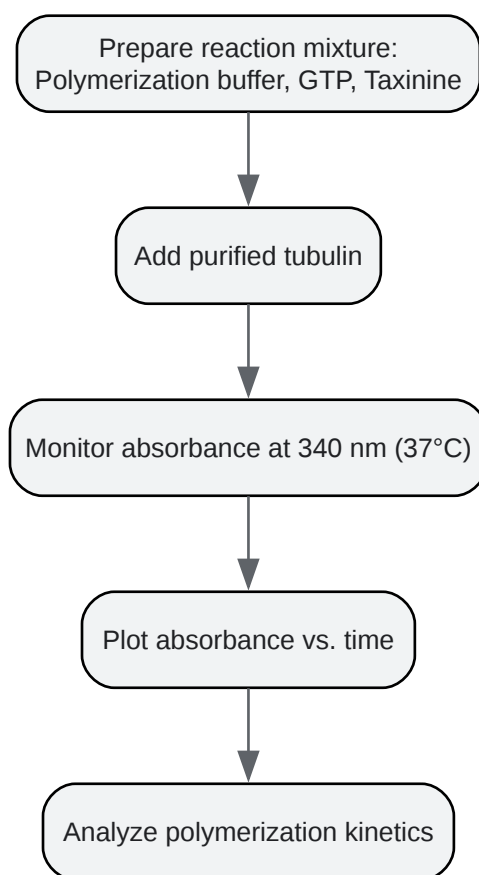 Prepare reaction mixture:
Polymerization buffer, GTP, Taxinine
Add purified tubulin
Monitor absorbance at 340 nm (37°C)
Plot absorbance vs. time
Analyze polymerization kinetics